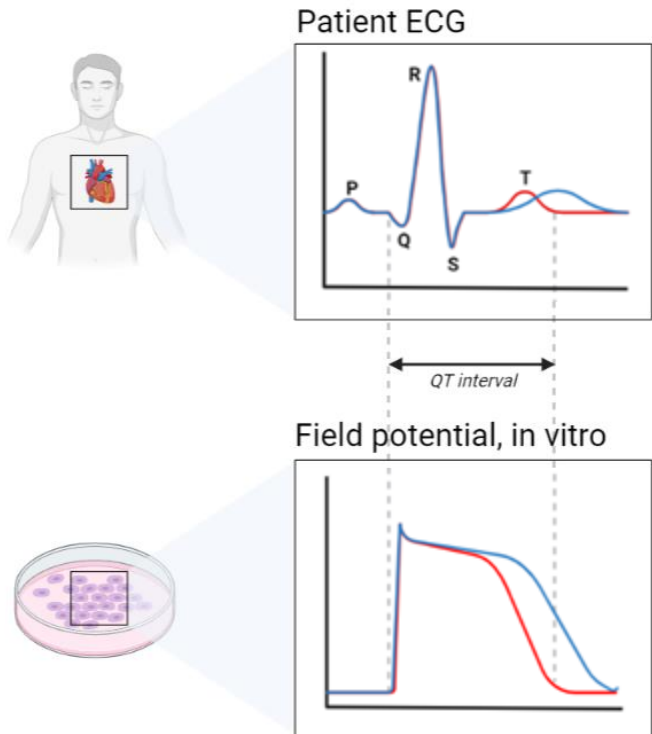 Patient ECG
R
P
T
Q
S
QT interval
Field potential, in vitro